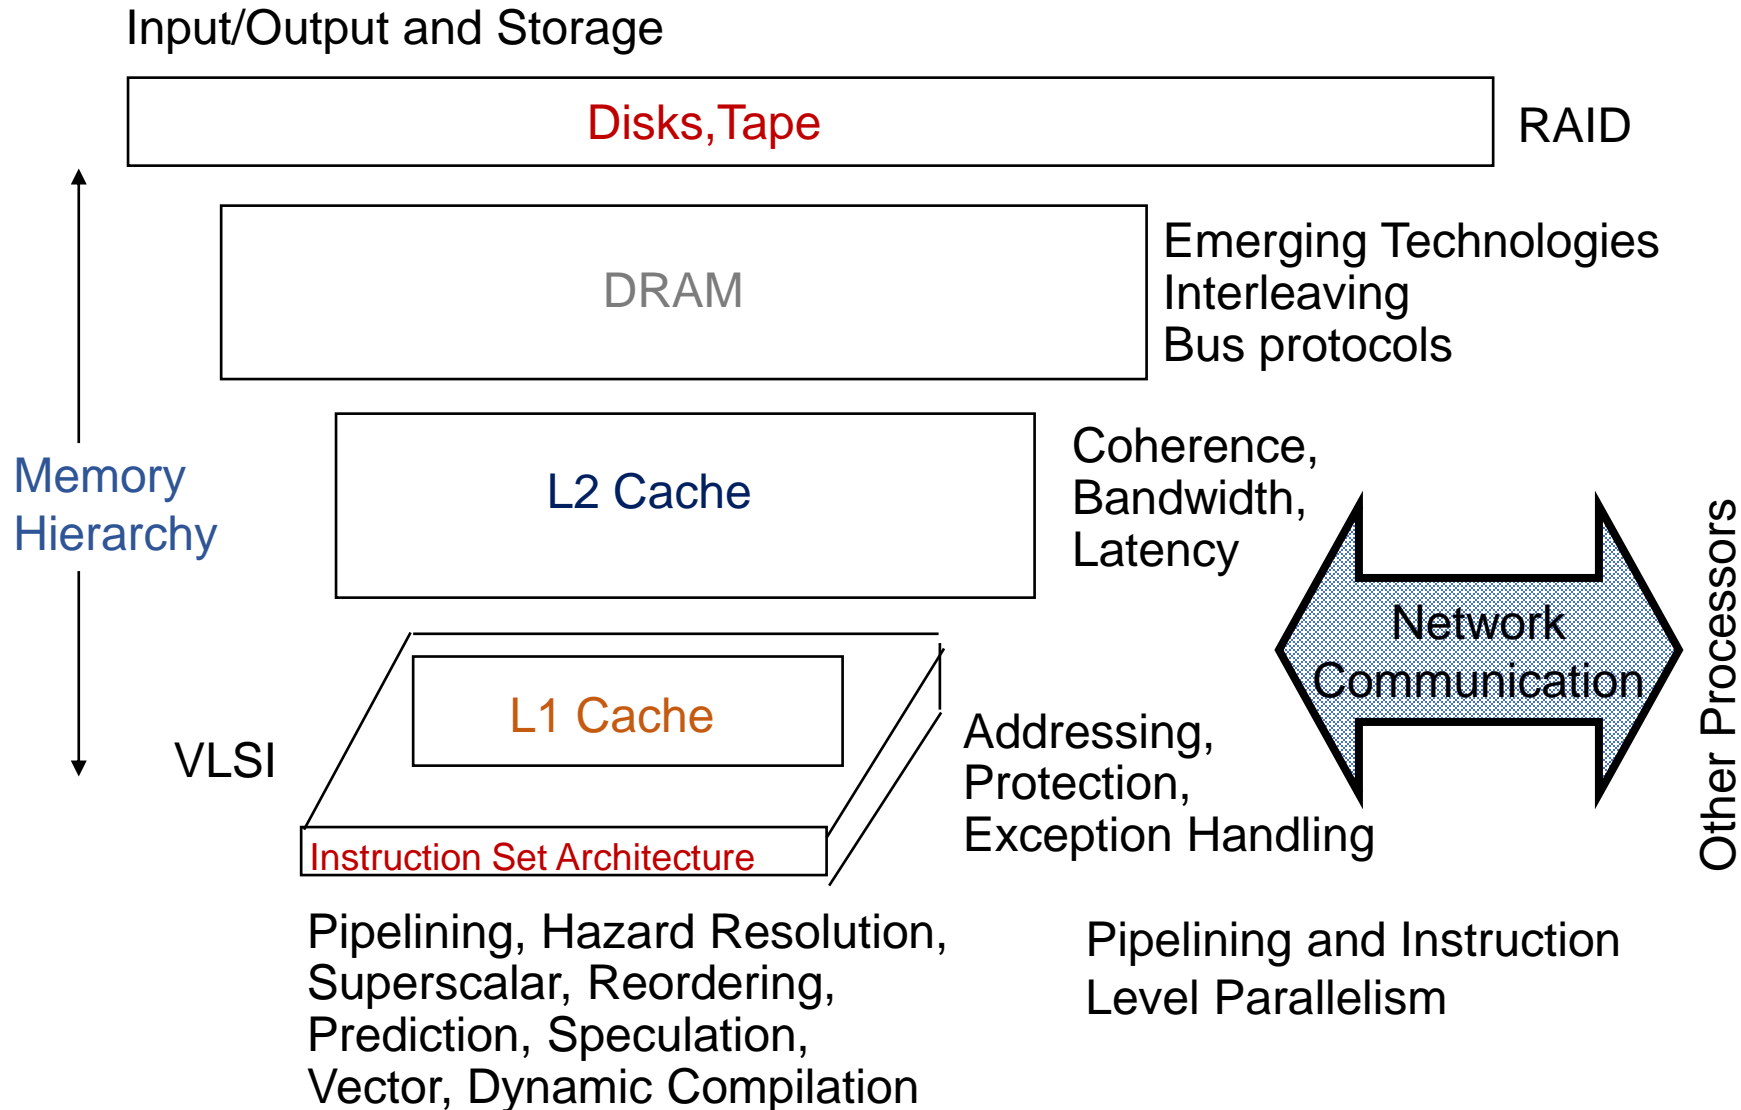 Input/Output and Storage
Disks,Tape
RAID
DRAM
Emerging Technologies
Interleaving
Bus protocols
Memory
Hierarchy
L2 Cache
Coherence,
Bandwidth,
Latency
Network
Communication
Other Processors
L1 Cache
VLSI
Addressing,
Protection,
Exception Handling
Instruction Set Architecture
Pipelining, Hazard Resolution,
Superscalar, Reordering,
Prediction, Speculation,
Vector, Dynamic Compilation
Pipelining and Instruction
Level Parallelism